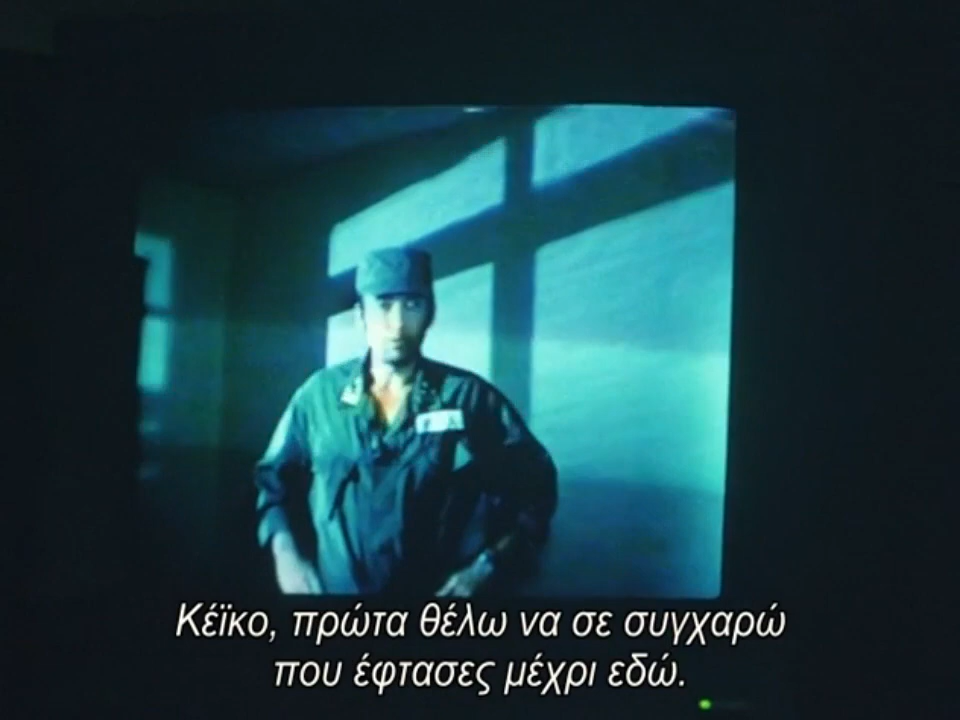 Κέϊκο, πρώτα θέλω να σε συγχαρώ
που έφτασες μέχρι εδώ.